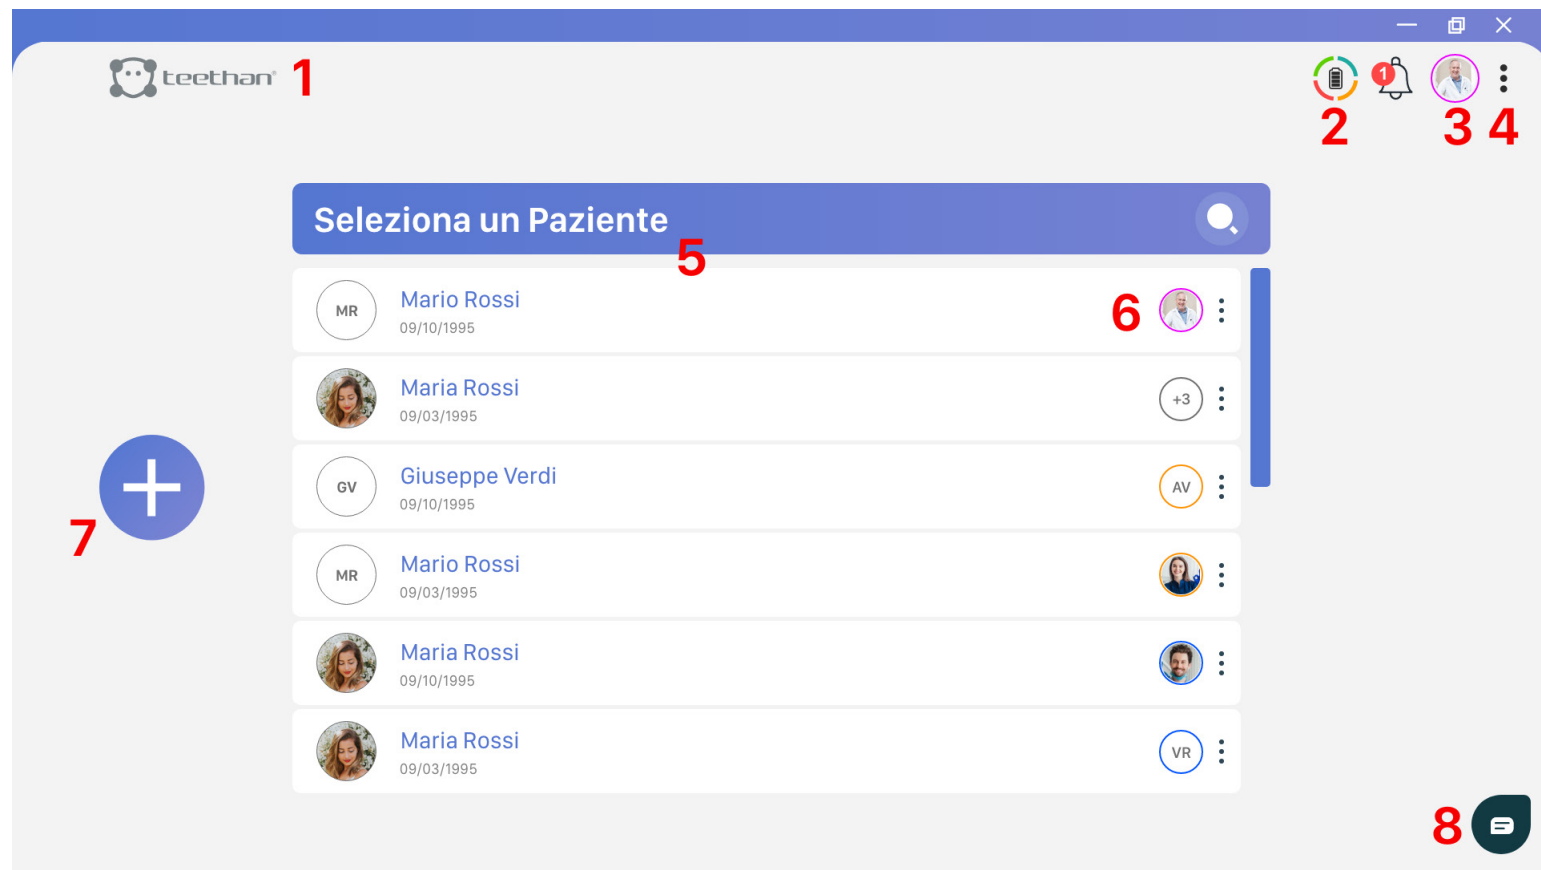 teethan® 1
1
2 3 4
Seleziona un Paziente
5
MR Mario Rossi 6
09/10/1995
Maria Rossi +3
09/03/1995
GV Giuseppe Verdi AV
09/10/1995
7
MR Mario Rossi
09/03/1995
Maria Rossi
09/10/1995
Maria Rossi VR
09/03/1995
8